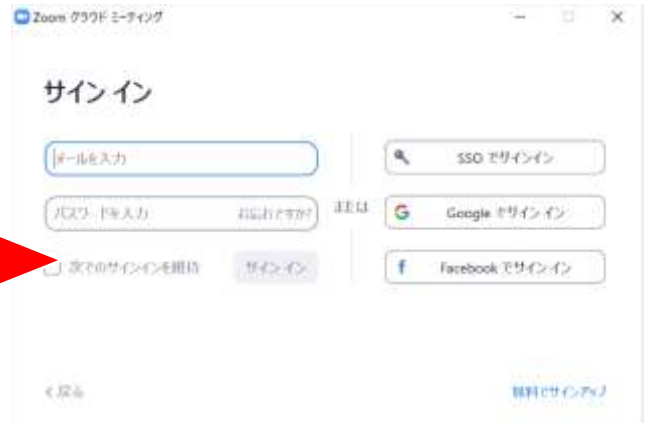 Zoom クラウド ミーティング
サイン イン
メールを入力
パスワードを入力
お忘れですか?
次でのサインインを維持
サイン イン
または
SSO でサインイン
Google でサイン イン
Facebook でサイン イン
< 戻る
無料でサインアップ